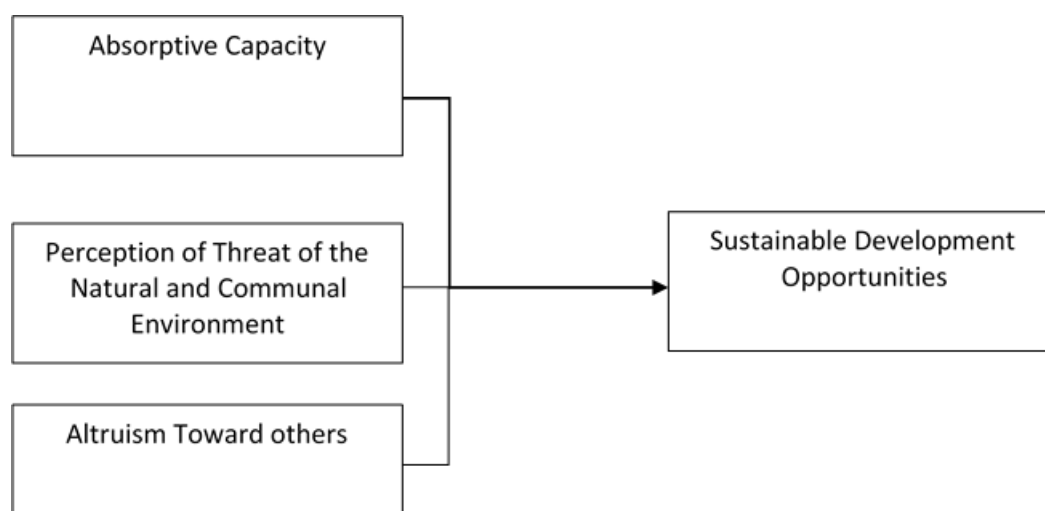 Absorptive Capacity
Perception of Threat of the
Natural and Communal
Environment
Altruism Toward others
Sustainable Development
Opportunities